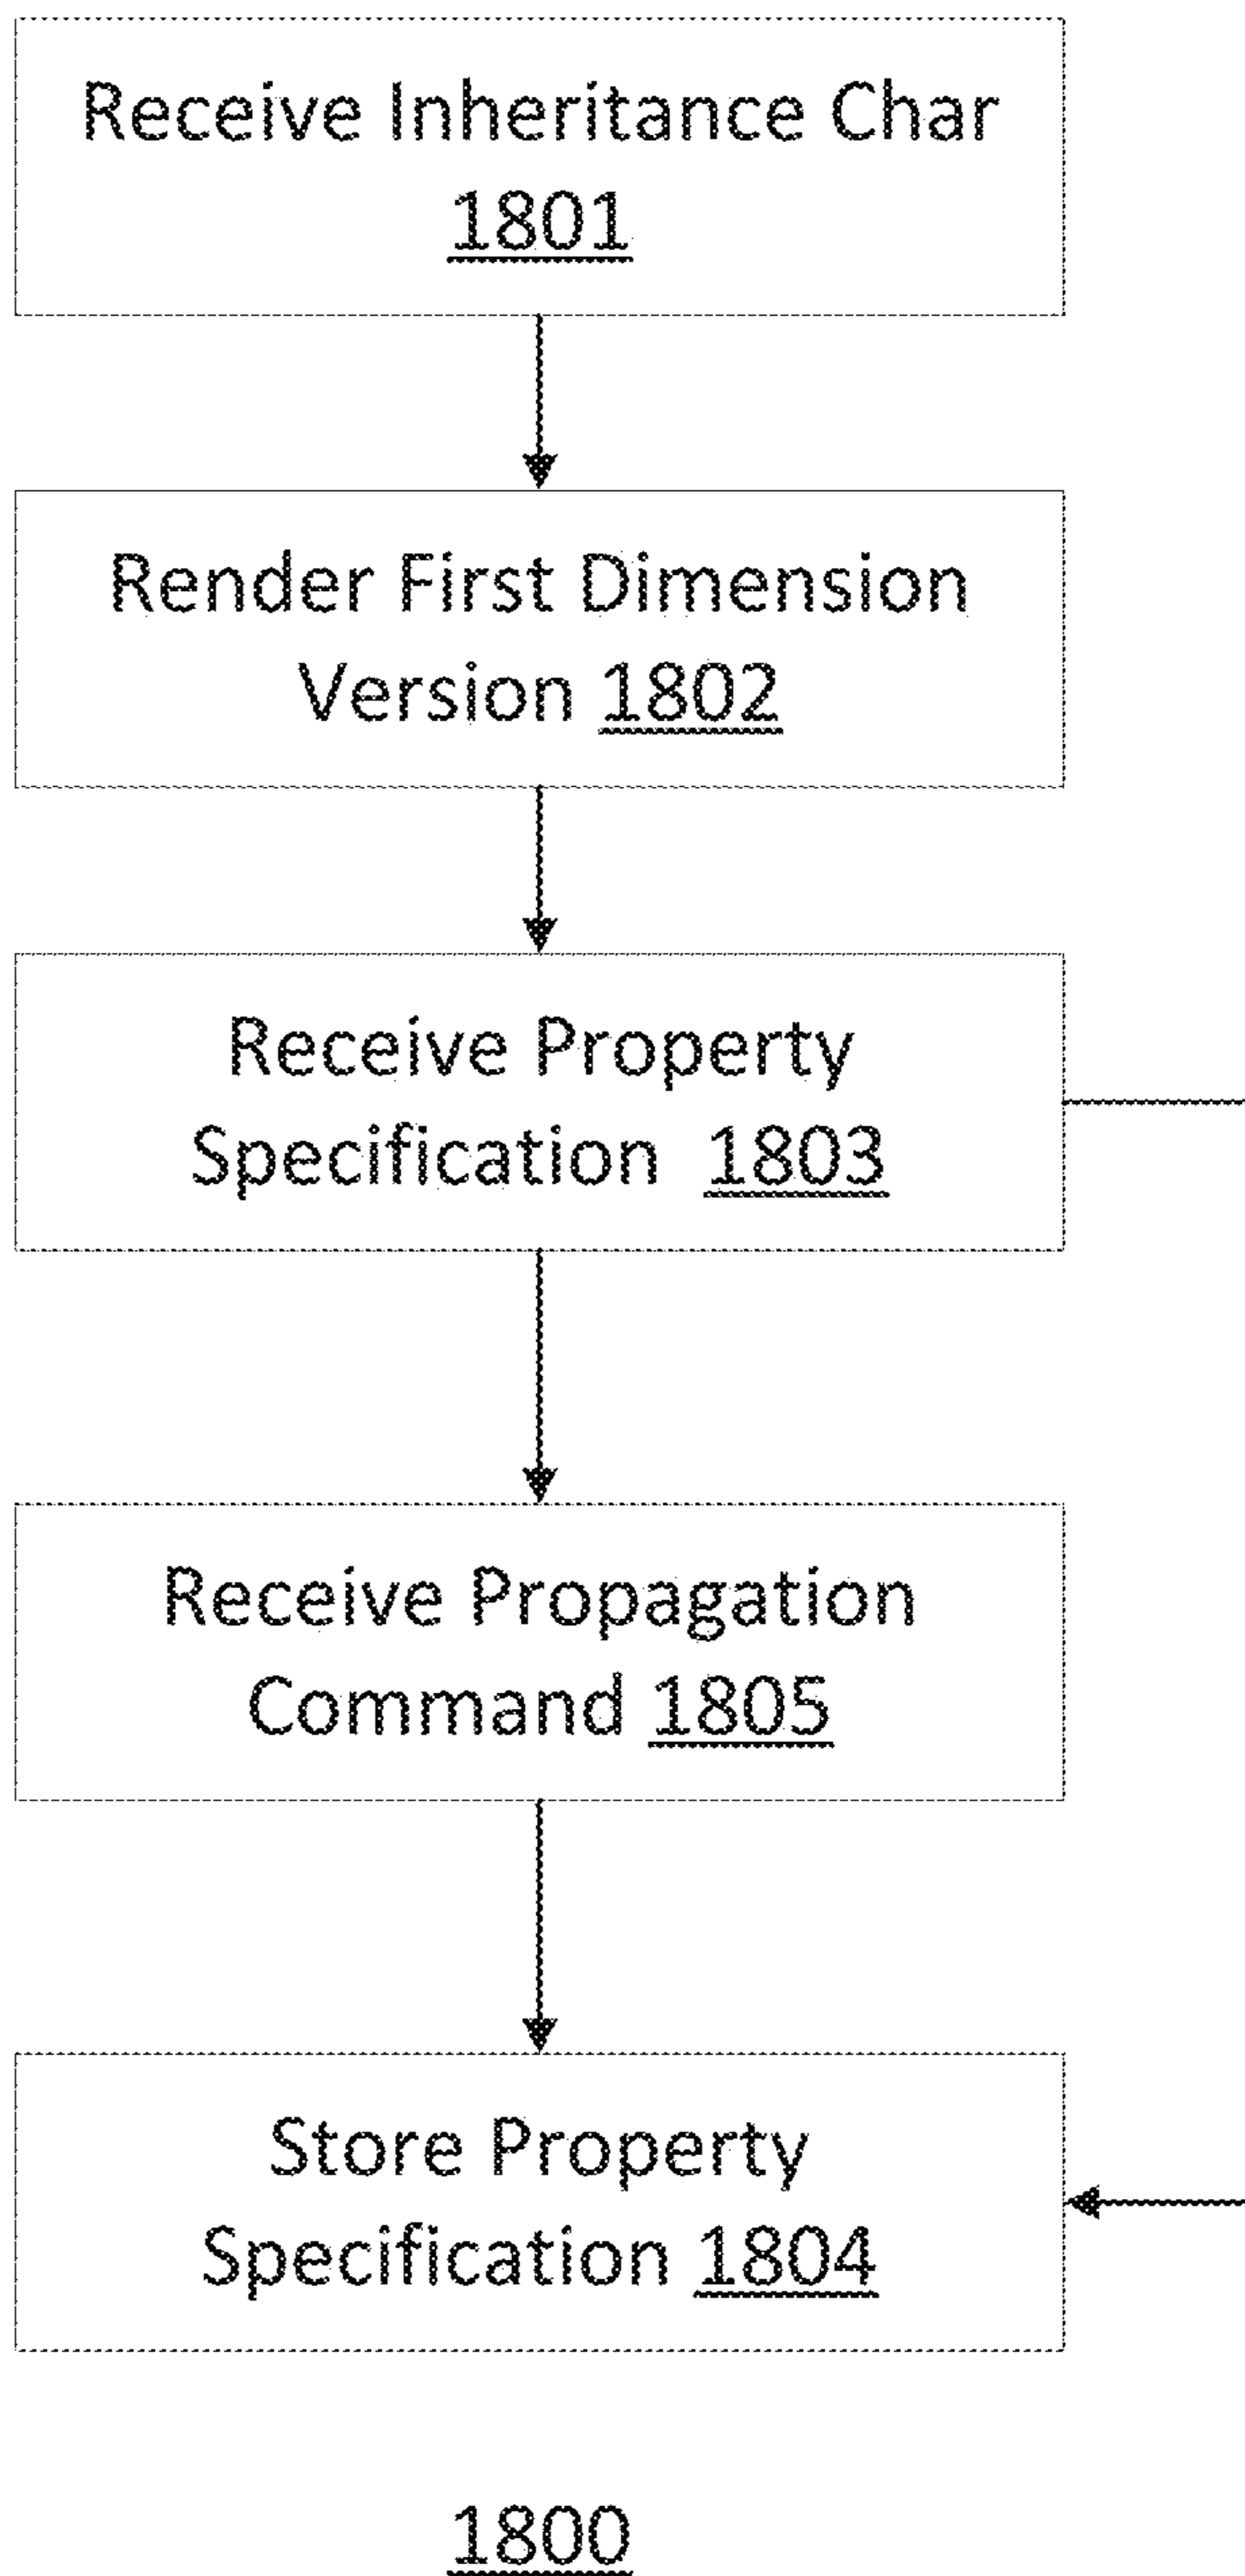 Receive Inheritance Char
1801
Render First Dimension
Version 1802
Receive Property
Specification 1803
Receive Propagation
Command 1805
Store Property
Specification 1804
1800